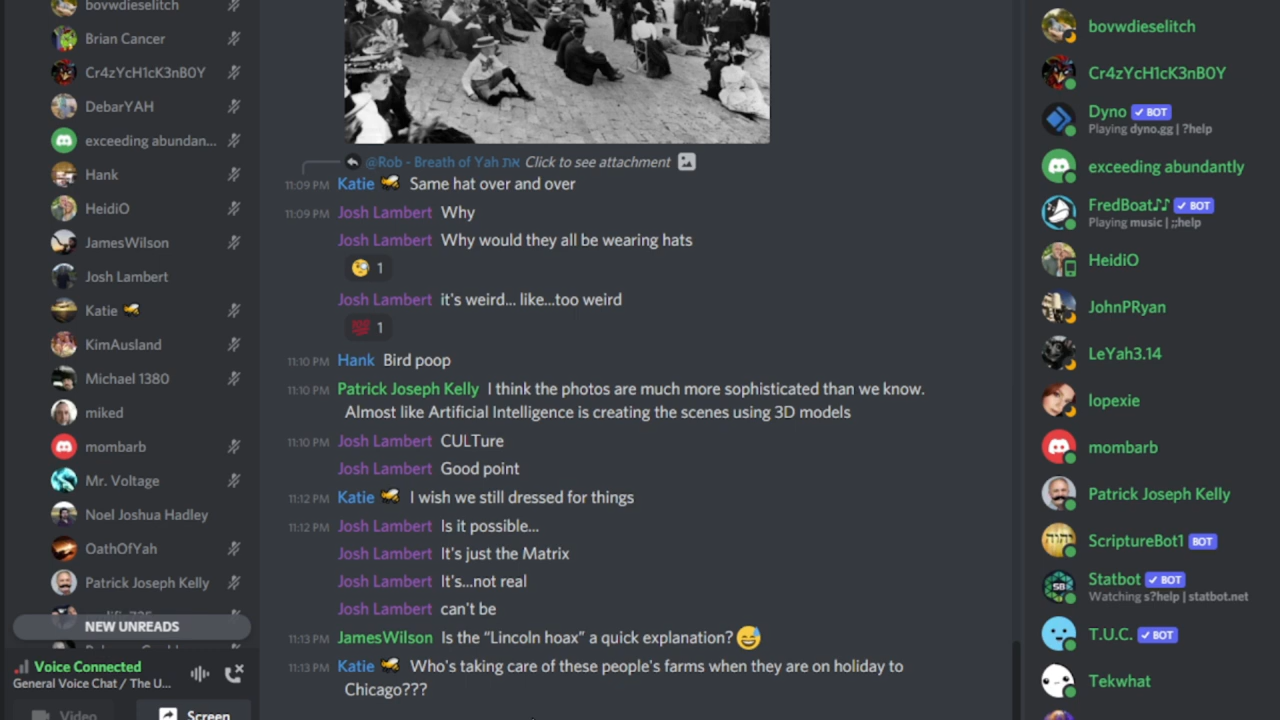 bovwdieselitch
Brian Cancer
Cr4zYcH1cK3nB0Y
DebarYAH
exceeding abundan...
Hank
HeidiO
JamesWilson
Josh Lambert
Katie
KimAusland
Michael 1380
miked
mombarb
Mr. Voltage
Noel Joshua Hadley
OathOfYah
Patrick Joseph Kelly
NEW UNREADS
Voice Connected
General Voice Chat / The U...
Video
Screen
@Rob - Breath of Yah את Click to see attachment
11:09 PM Katie Same hat over and over
11:09 PM Josh Lambert Why
Josh Lambert Why would they all be wearing hats
1
Josh Lambert it's weird... like...too weird
1
11:10 PM Hank Bird poop
11:10 PM Patrick Joseph Kelly I think the photos are much more sophisticated than we know.
Almost like Artificial Intelligence is creating the scenes using 3D models
11:10 PM Josh Lambert CULTure
Josh Lambert Good point
11:12 PM Katie I wish we still dressed for things
11:12 PM Josh Lambert Is it possible...
Josh Lambert It's just the Matrix
Josh Lambert It's...not real
Josh Lambert can't be
11:13 PM JamesWilson Is the “Lincoln hoax” a quick explanation?
11:13 PM Katie Who's taking care of these people's farms when they are on holiday to
Chicago???
bovwdieselitch
Cr4zYcH1cK3nB0Y
Dyno BOT
Playing dyno.gg | ?help
exceeding abundantly
FredBoat♪♪ BOT
Playing music | ;;help
HeidiO
JohnPRyan
LeYah3.14
lopexie
mombarb
Patrick Joseph Kelly
ScriptureBot1 BOT
Statbot BOT
Watching s?help | statbot.net
T.U.C. BOT
Tekwhat